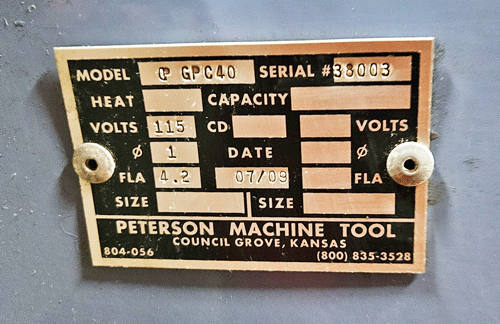 MODEL GPC40 SERIAL #38003
HEAT CAPACITY
VOLTS 115 CD VOLTS
ø 1 DATE ø
FLA 4.2 07/09 FLA
SIZE SIZE
PETERSON MACHINE TOOL
COUNCIL GROVE, KANSAS
804-056 (800) 835-3528